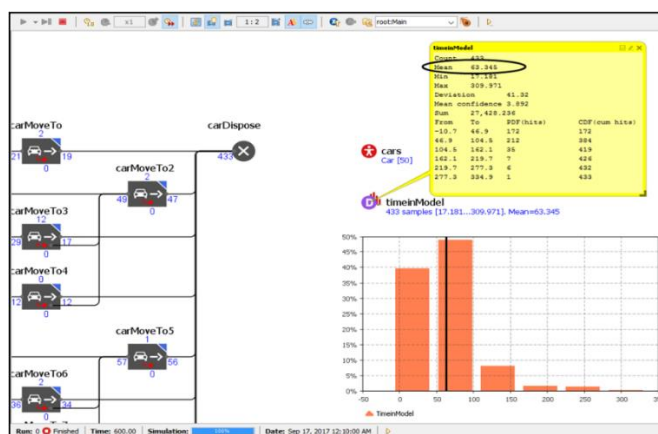 x1
1:2
root:Main
carMoveTo
2
21
19
0
carDispose
433
carMoveTo2
2
49
47
0
carMoveTo3
12
29
17
0
carMoveTo4
0
12
12
0
carMoveTo5
1
57
56
0
carMoveTo6
2
36
34
0
cars
Car [50]
timeinModel
Count 433
Mean 63.345
Min 17.181
Max 309.971
Deviation 41.32
Mean confidence 3.892
Sum 27,428.236
From To PDF(hits) CDF(cum hits)
-10.7 46.9 172 172
46.9 104.5 212 384
104.5 162.1 35 419
162.1 219.7 7 426
219.7 277.3 6 432
277.3 334.9 1 433
timeinModel
433 samples [17.181...309.971]. Mean=63.345
50%
45%
40%
35%
30%
25%
20%
15%
10%
5%
0%
-50 0 50 100 150 200 250 300
TimeinModel
Run: 0 Finished Time: 600.00 Simulation: 100% Date: Sep 17, 2017 12:10:00 AM